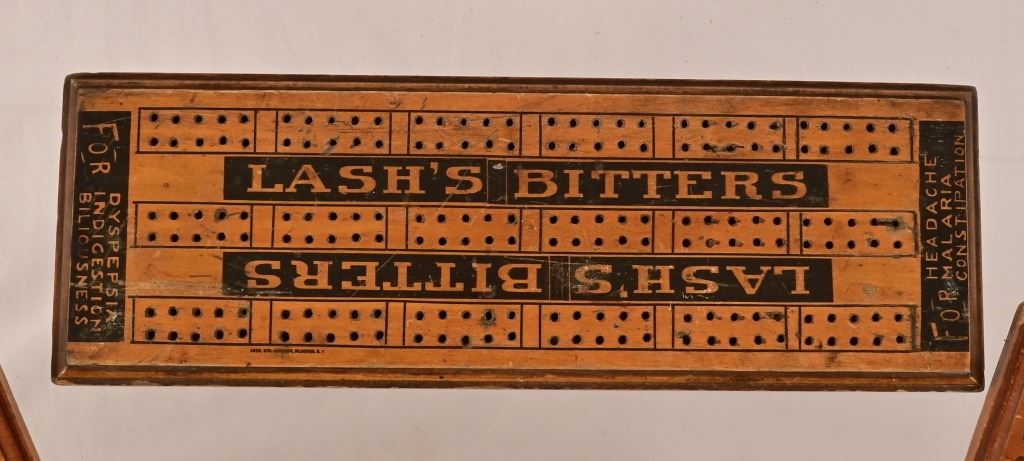 LASH'S BITTERS
LASH'S BITTERS
FOR
DYSPEPSIA
INDIGESTION
BILIOUSNESS
FOR
HEADACHE
MALARIA
CONSTIPATION